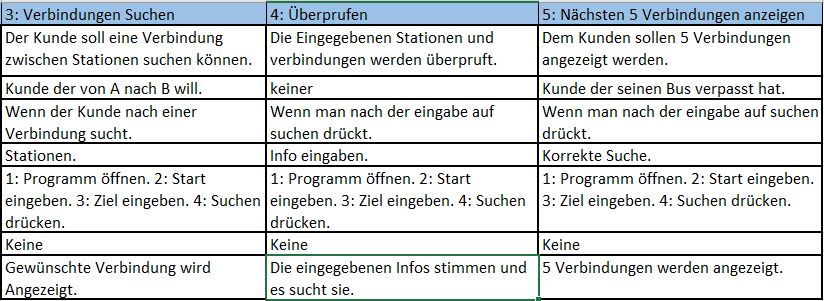 3: Verbindungen Suchen
4: Überprufen
5: Nächsten 5 Verbindungen anzeigen
Der Kunde soll eine Verbindung
zwischen Stationen suchen können.
Die Eingegebenen Stationen und
verbindungen werden überpruft.
Dem Kunden sollen 5 Verbindungen
angezeigt werden.
Kunde der von A nach B will.
keiner
Kunde der seinen Bus verpasst hat.
Wenn der Kunde nach einer
Verbindung sucht.
Wenn man nach der eingabe auf
suchen drückt.
Wenn man nach der eingabe auf suchen
drückt.
Stationen.
Info eingaben.
Korrekte Suche.
1: Programm öffnen. 2: Start
eingeben. 3: Ziel eingeben. 4: Suchen
drücken.
1: Programm öffnen. 2: Start
eingeben. 3: Ziel eingeben. 4: Suchen
drücken.
1: Programm öffnen. 2: Start eingeben.
3: Ziel eingeben. 4: Suchen drücken.
Keine
Keine
Keine
Gewünschte Verbindung wird
Angezeigt.
Die eingegebenen Infos stimmen und
es sucht sie.
5 Verbindungen werden angezeigt.